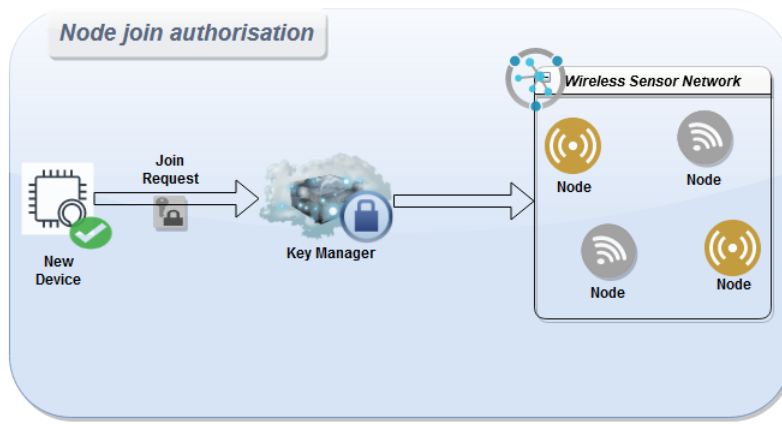 Node join authorisation
Wireless Sensor Network
Join
Request
New
Device
Key Manager
Node
Node
Node
Node